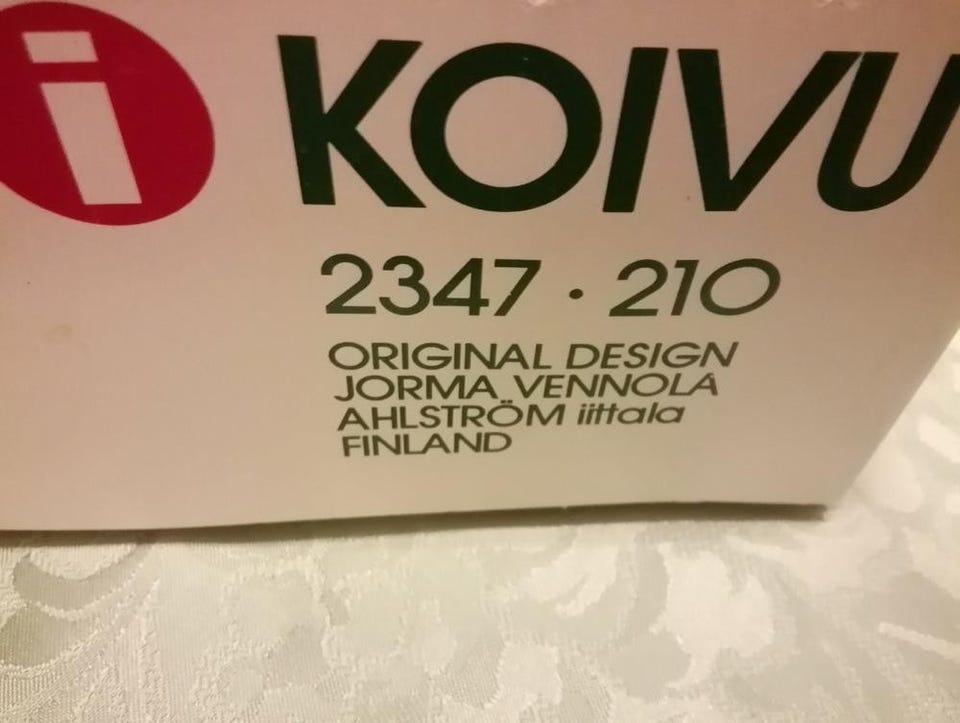 i KOIVU
2347 · 210
ORIGINAL DESIGN
JORMA VENNOLA
AHLSTRÖM iittala
FINLAND